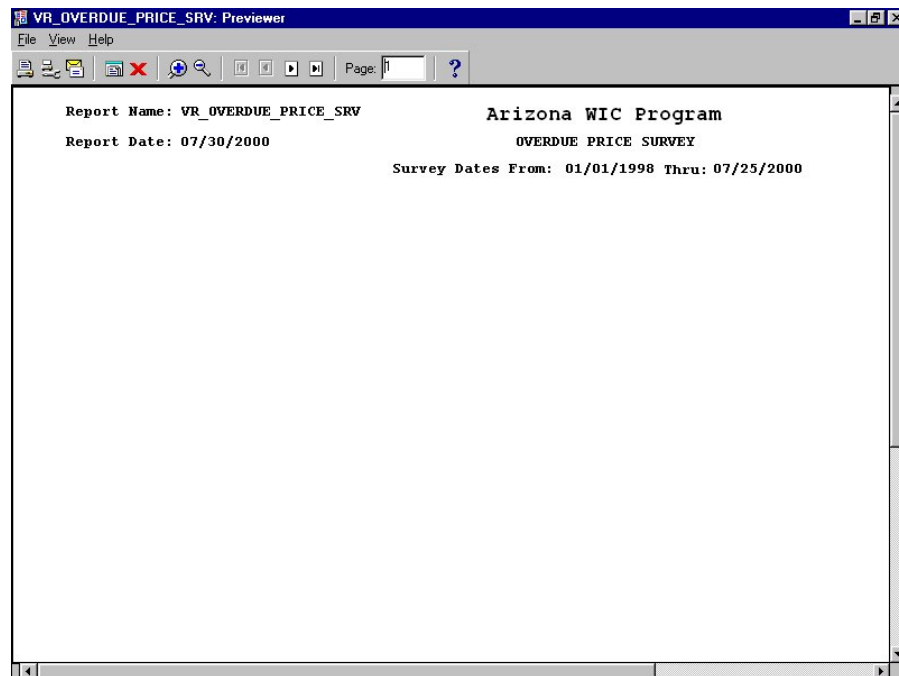 VR_OVERDUE_PRICE_SRV: Previewer
File View Help
Page: 1
Report Name: VR_OVERDUE_PRICE_SRV Arizona WIC Program
Report Date: 07/30/2000 OVERDUE PRICE SURVEY
Survey Dates From: 01/01/1998 Thru: 07/25/2000